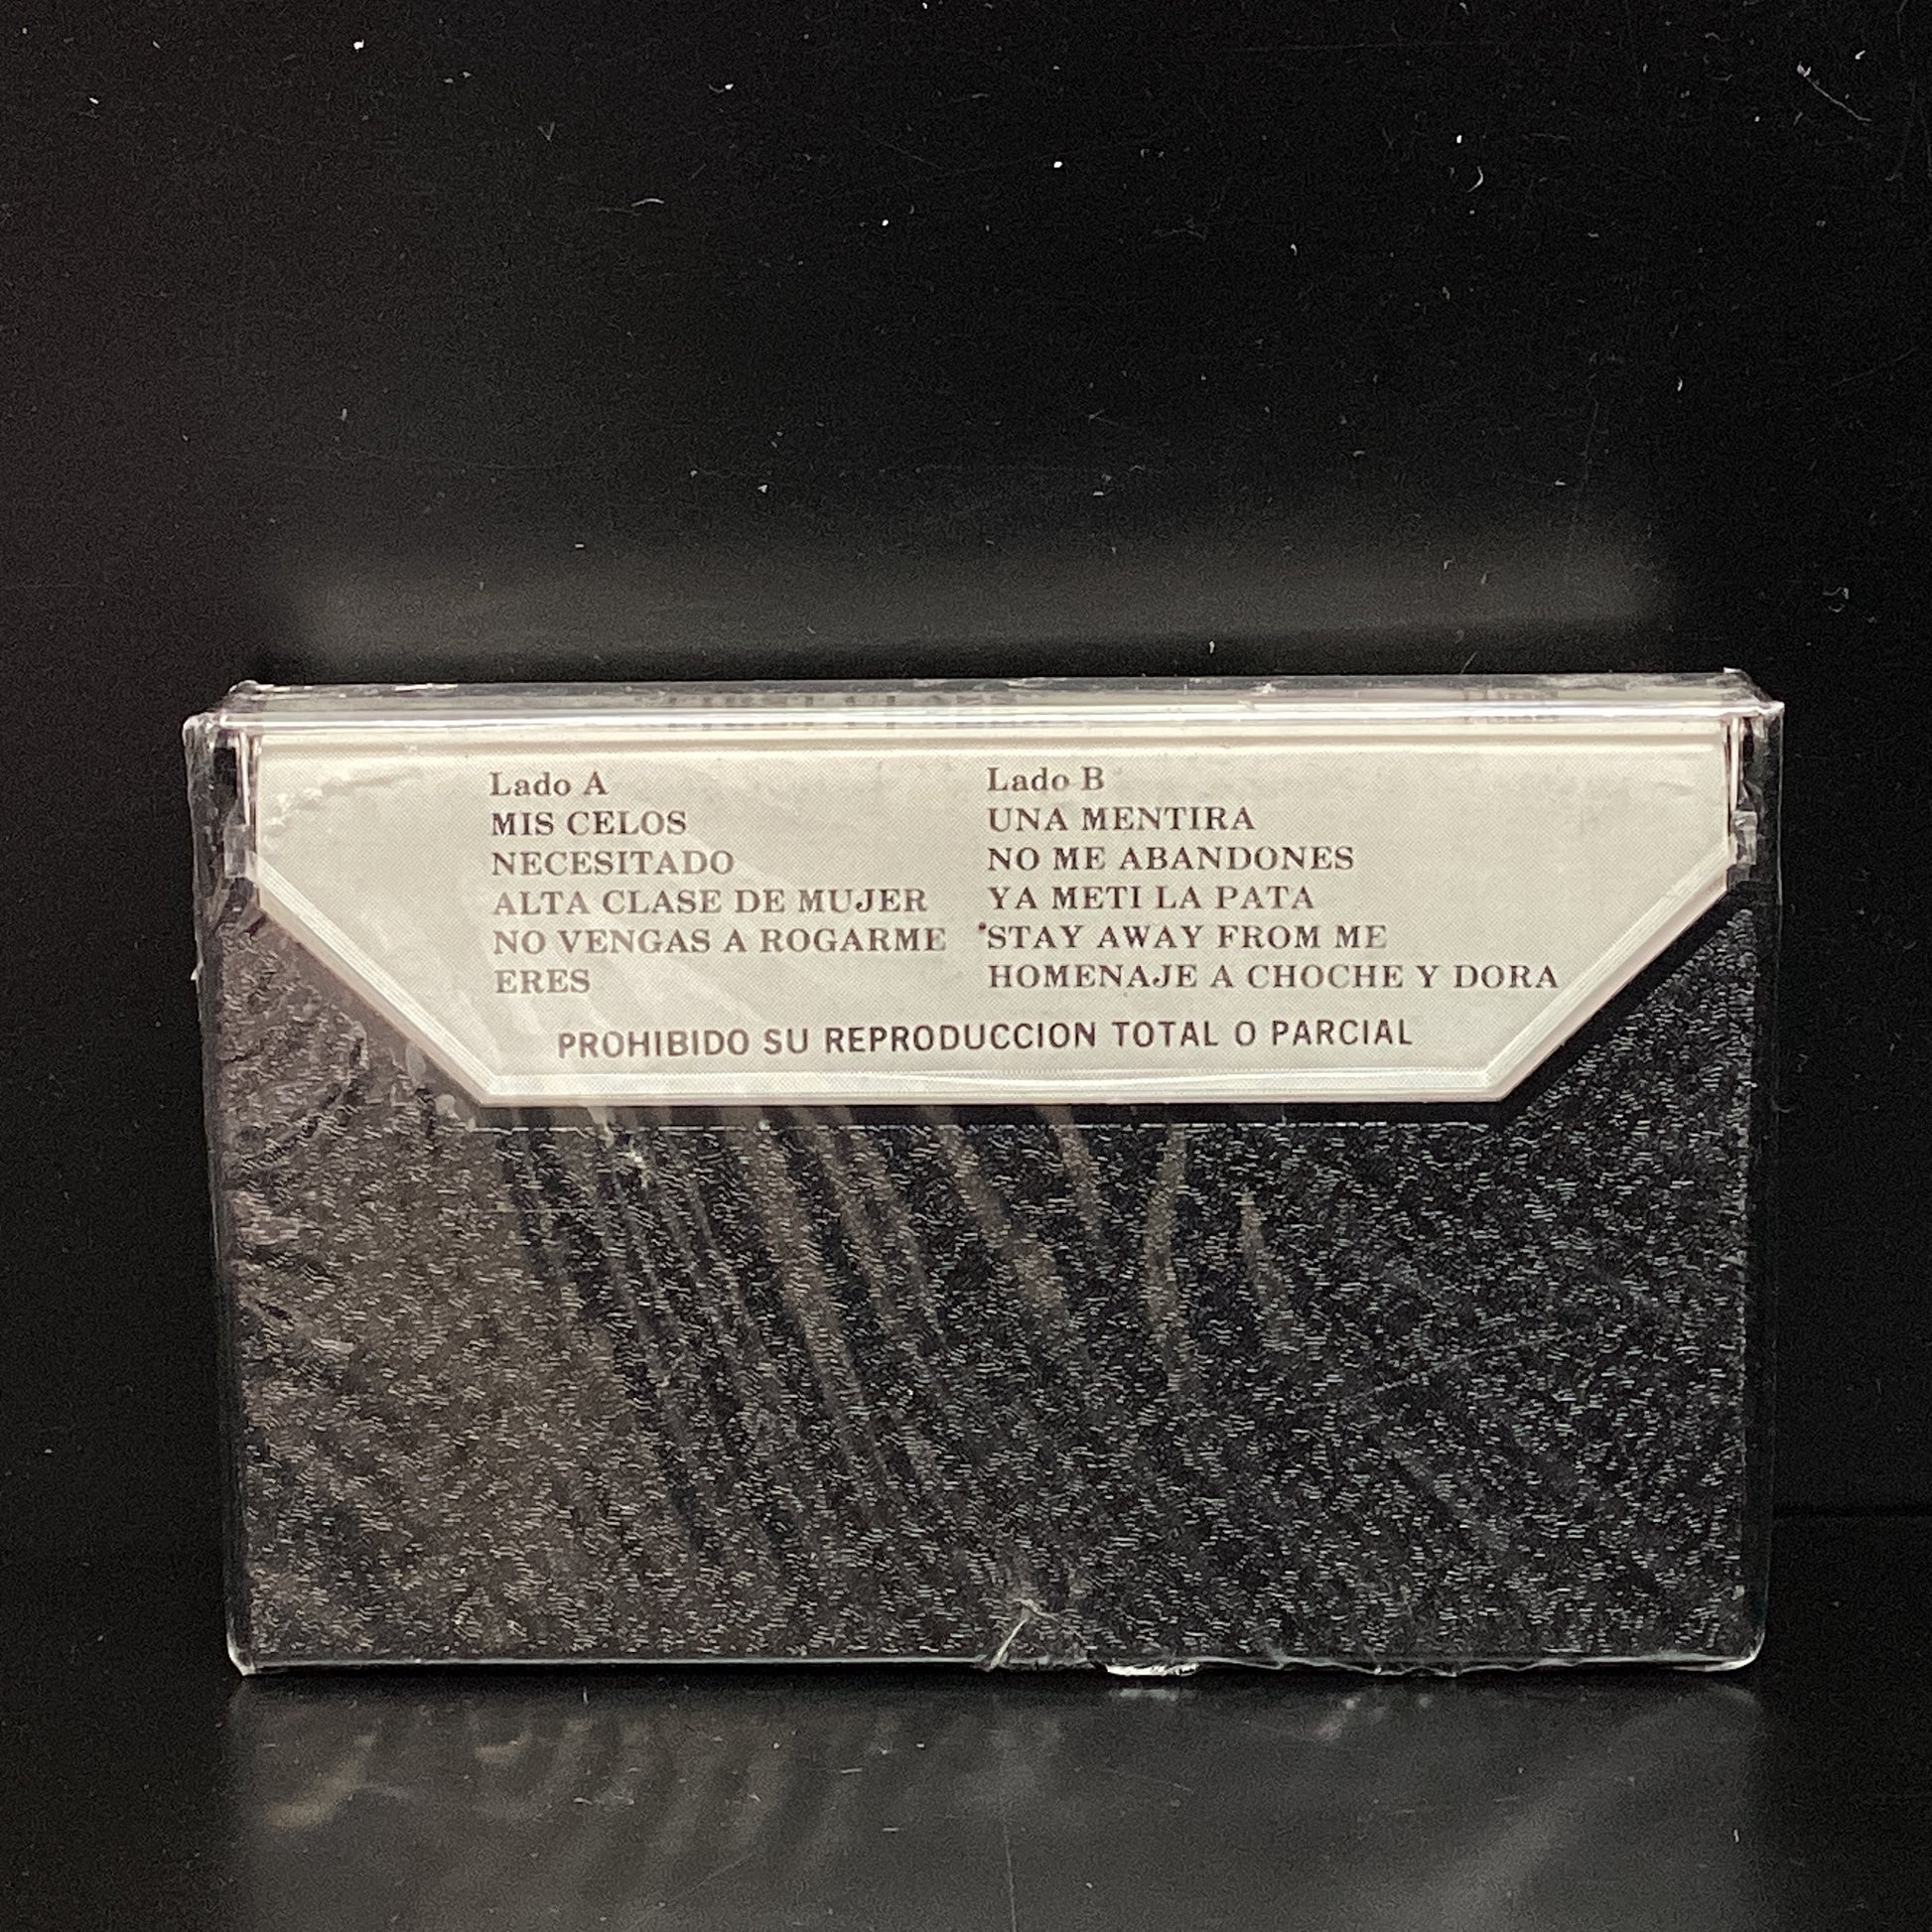 Lado A
MIS CELOS
NECESITADO
ALTA CLASE DE MUJER
NO VENGAS A ROGARME
ERES
Lado B
UNA MENTIRA
NO ME ABANDONES
YA METI LA PATA
STAY AWAY FROM ME
HOMENAJE A CHOCHE Y DORA
PROHIBIDO SU REPRODUCCION TOTAL O PARCIAL